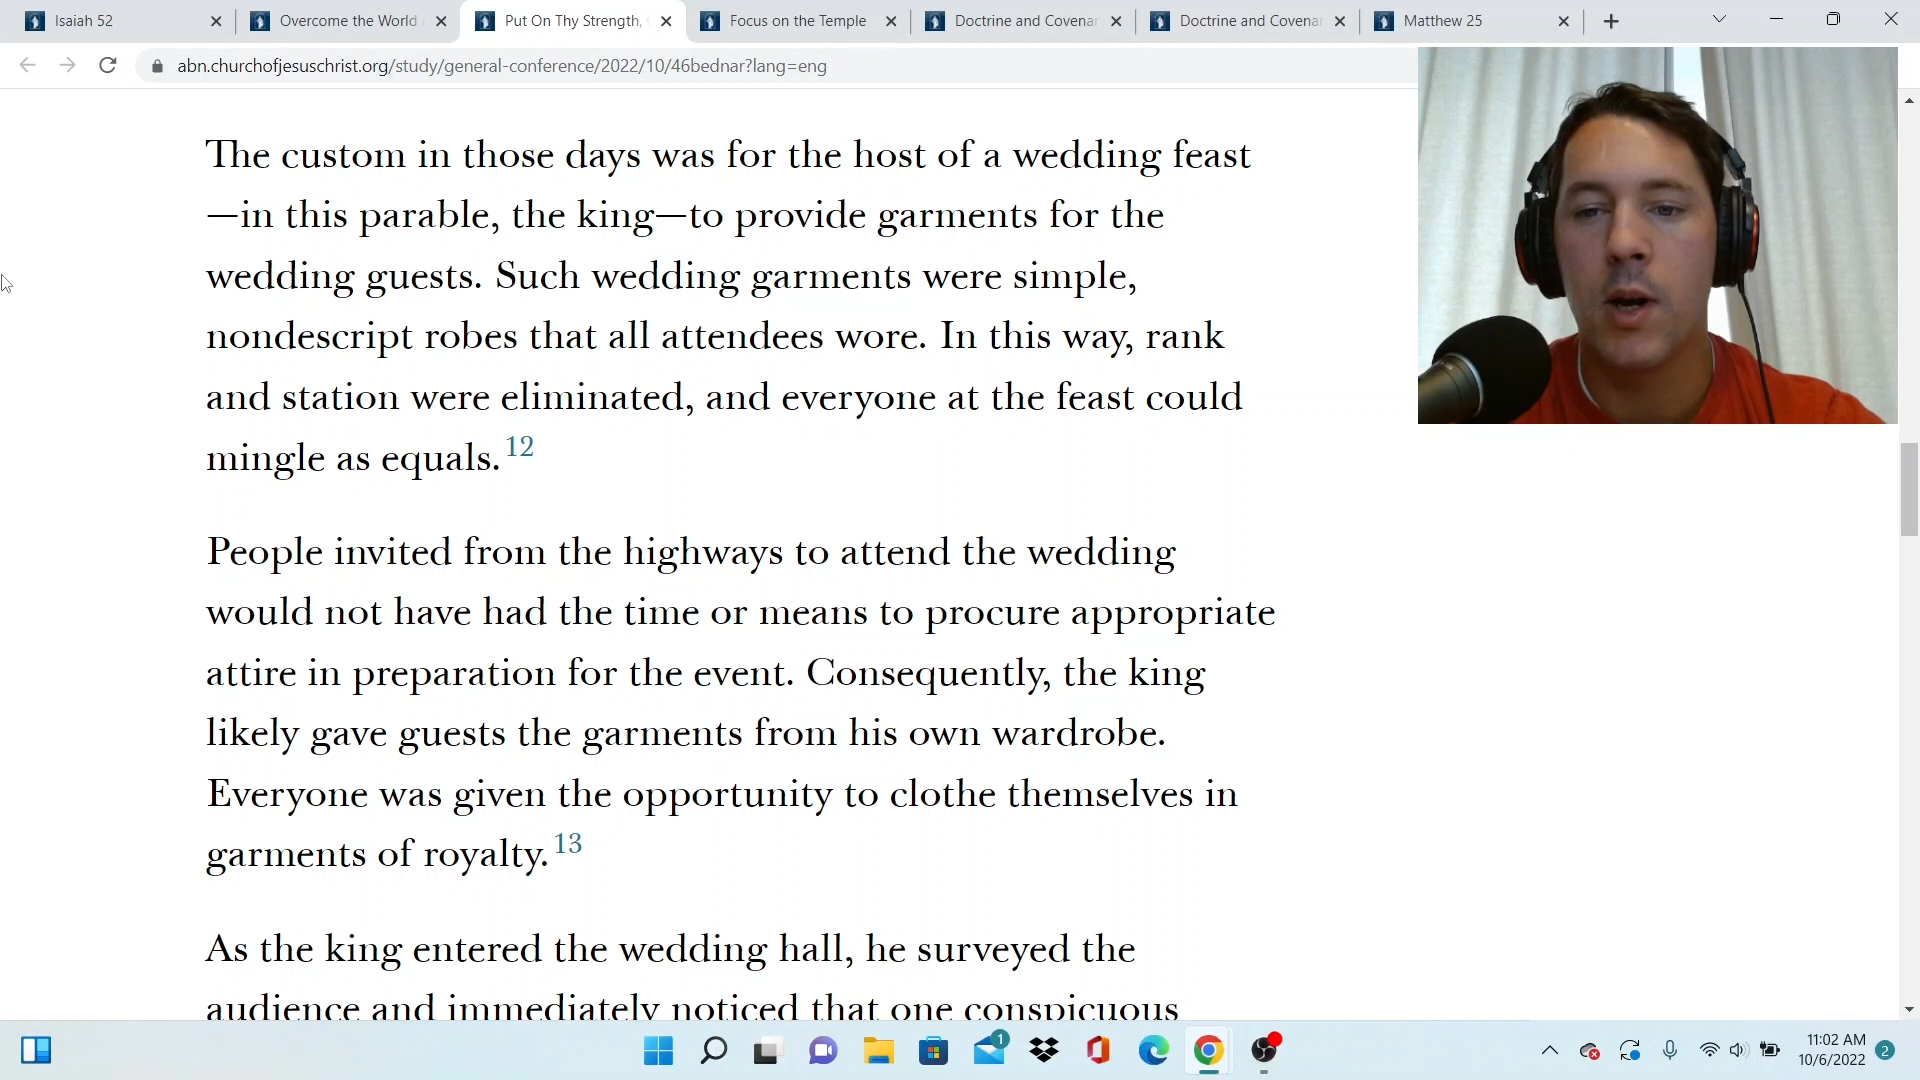 Isaiah 52
Overcome the World
Put On Thy Strength,
Focus on the Temple
Doctrine and Covenan
Doctrine and Covena
Matthew 25
abn.churchofjesuschrist.org/study/general-conference/2022/10/46bednar?lang=eng
The custom in those days was for the host of a wedding feast
—in this parable, the king—to provide garments for the
wedding guests. Such wedding garments were simple,
nondescript robes that all attendees wore. In this way, rank
and station were eliminated, and everyone at the feast could
mingle as equals. 12
People invited from the highways to attend the wedding
would not have had the time or means to procure appropriate
attire in preparation for the event. Consequently, the king
likely gave guests the garments from his own wardrobe.
Everyone was given the opportunity to clothe themselves in
garments of royalty. 13
As the king entered the wedding hall, he surveyed the
audience and immediately noticed that one conspicuous
1
11:02 AM
10/6/2022
2